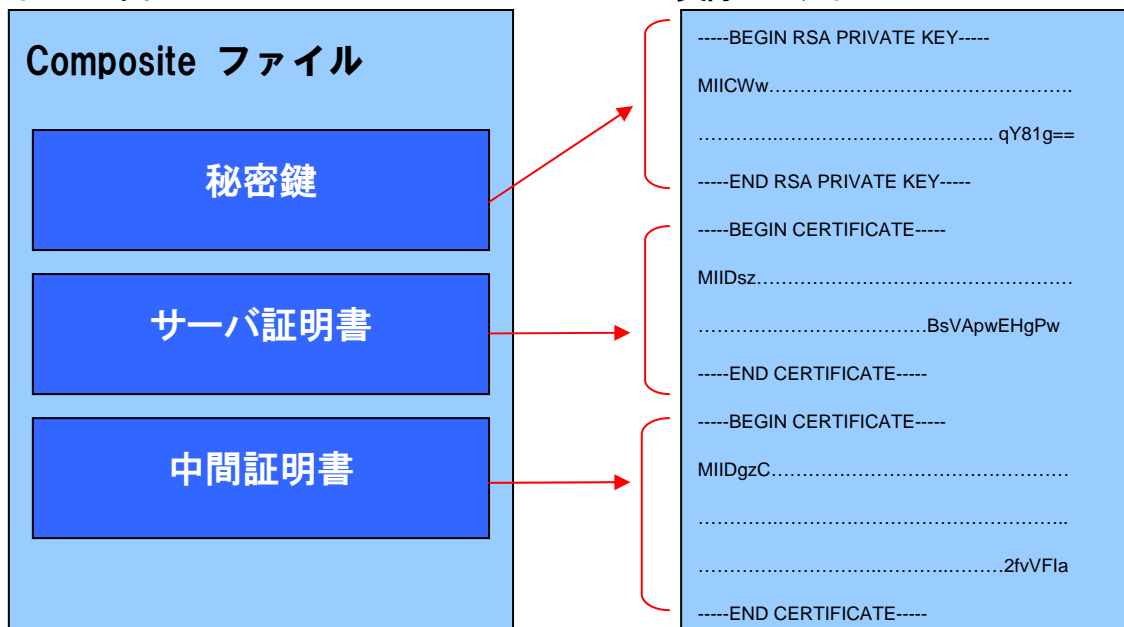 Composite ファイル
秘密鍵
サーバ証明書
中間証明書
-----BEGIN RSA PRIVATE KEY-----
MIICWw………………………………………….
…………..…………………………….. qY81g==
-----END RSA PRIVATE KEY-----
-----BEGIN CERTIFICATE-----
MIIDsz……………………………………………
…………..……………………BsVApwEHgPw
-----END CERTIFICATE-----
-----BEGIN CERTIFICATE-----
MIIDgzC…………………………………………
…………..………………………………………..
…………..……………..………..………2fvVFIa
-----END CERTIFICATE-----